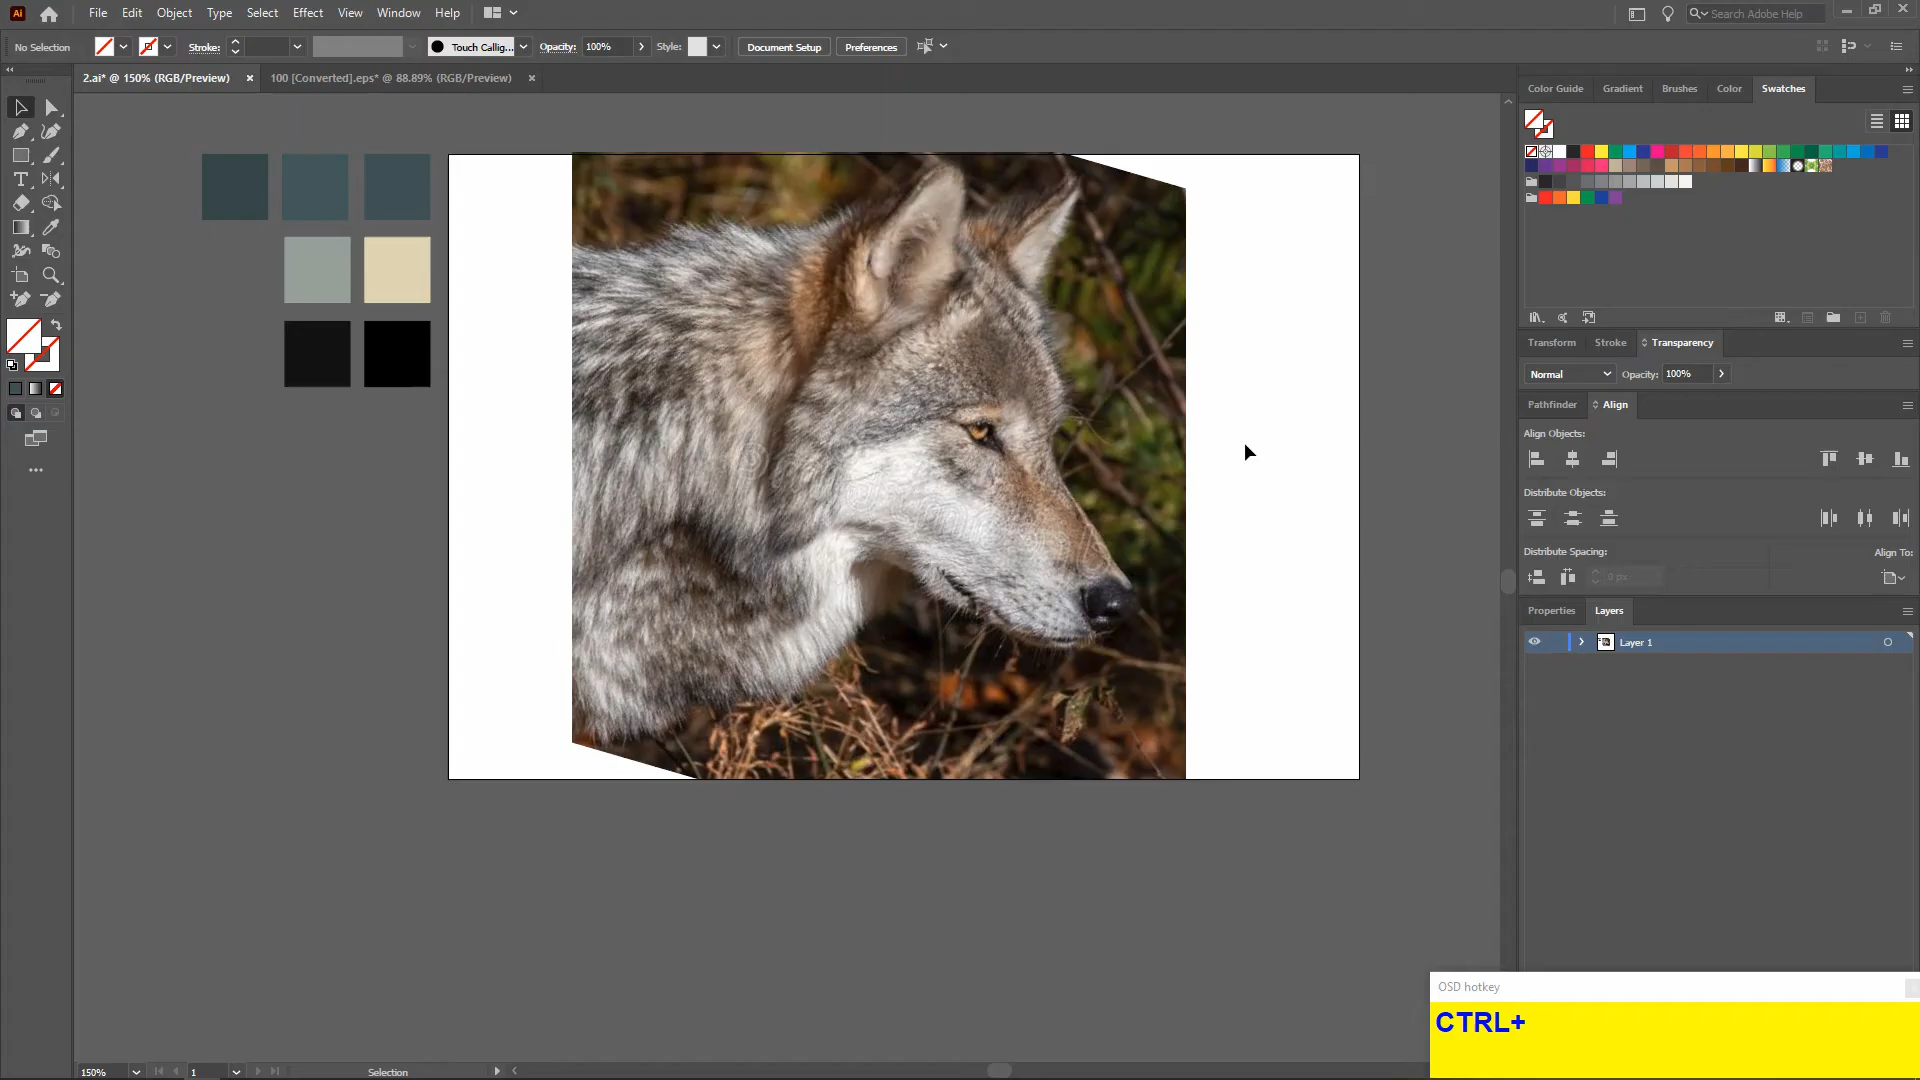 Ai File Edit Object Type Select Effect View Window Help Search Adobe Help
No Selection Stroke: Touch Callig... Opacity: 100% Style: Document Setup Preferences
2.ai* @ 150% (RGB/Preview) × 100 [Converted].eps* @ 88.89% (RGB/Preview) ×
Color Guide Gradient Brushes Color Swatches
Transform Stroke Transparency
Normal Opacity: 100%
Pathfinder Align
Align Objects:
Distribute Objects:
Distribute Spacing: Align To:
0 px
Properties Layers
Layer 1
OSD hotkey
CTRL+
150% 1 Selection